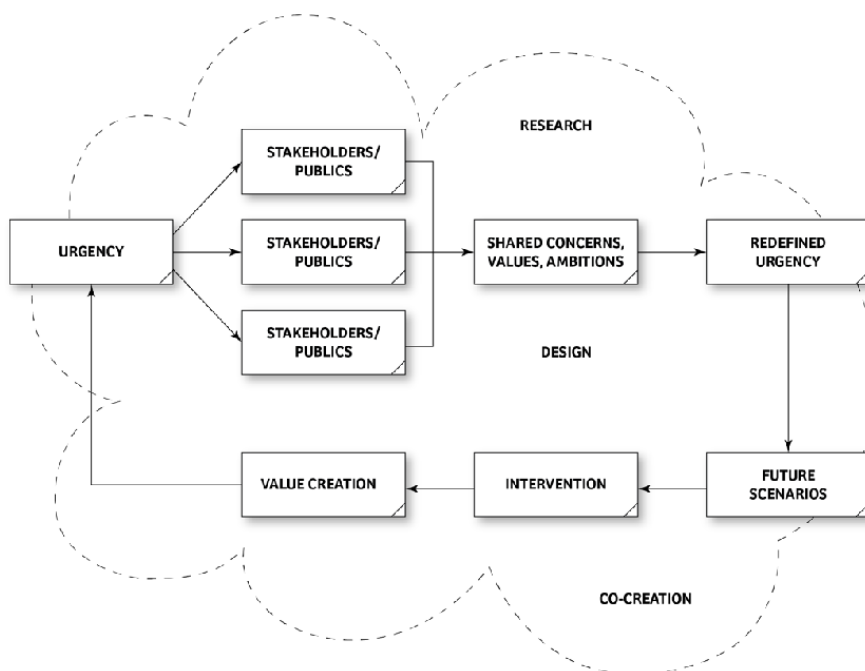 RESEARCH
STAKEHOLDERS/
PUBLICS
URGENCY
STAKEHOLDERS/
PUBLICS
SHARED CONCERNS,
VALUES, AMBITIONS
REDEFINED
URGENCY
STAKEHOLDERS/
PUBLICS
DESIGN
VALUE CREATION
INTERVENTION
FUTURE
SCENARIOS
CO-CREATION